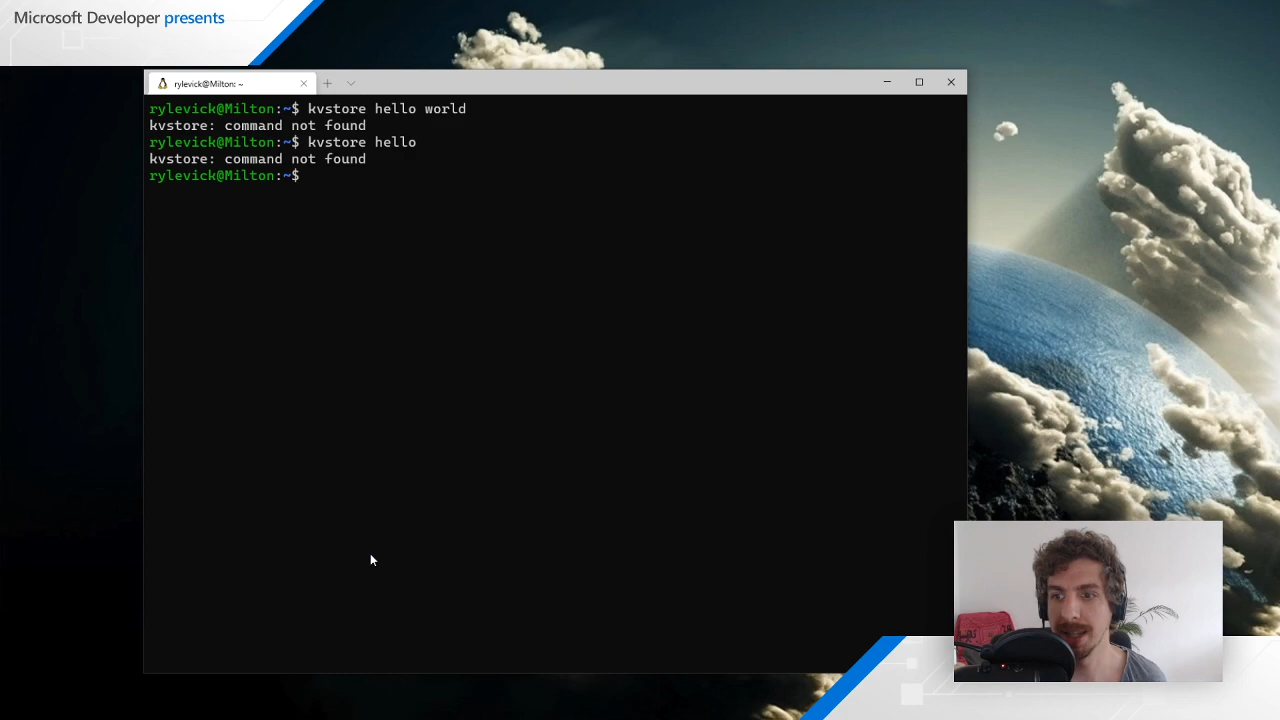 Microsoft Developer presents
rylevick@Milton: ~
rylevick@Milton:~$ kvstore hello world
kvstore: command not found
rylevick@Milton:~$ kvstore hello
kvstore: command not found
rylevick@Milton:~$